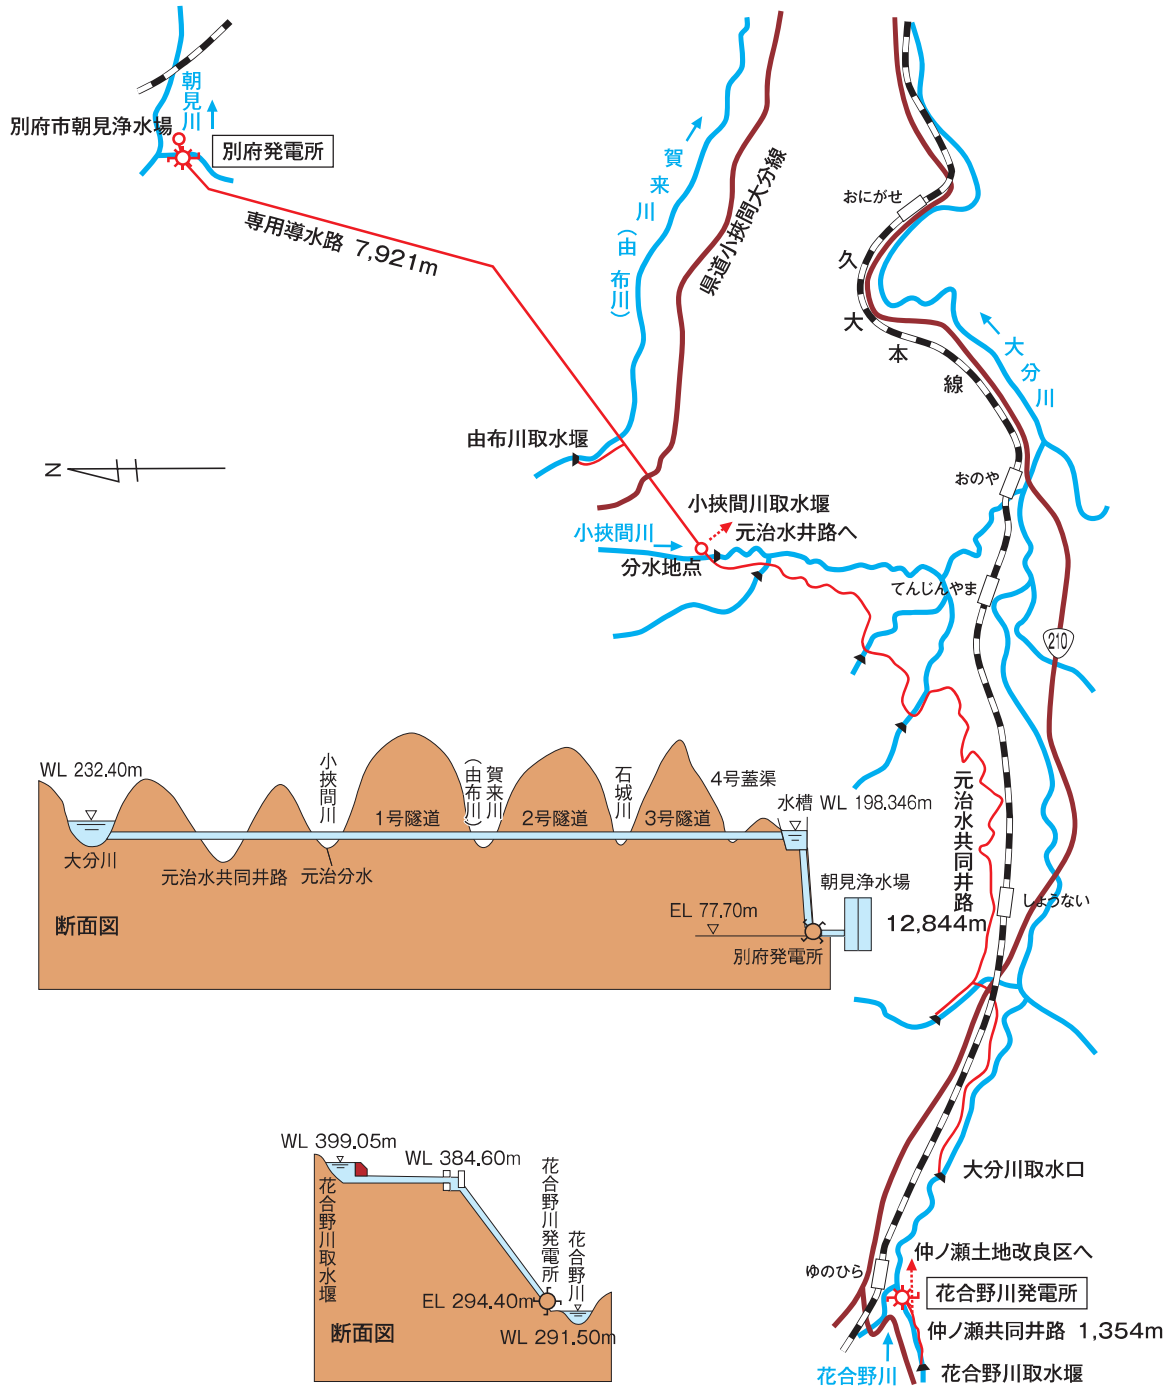 朝見川
別府市朝見浄水場
別府発電所
専用導水路 7,921m
賀来川(由布川)
県道小挾間大分線
おにがせ
久大本線
大分川
由布川取水堰
N
おのや
小挾間川取水堰
元治水井路へ
小挾間川
分水地点
てんじんやま
210
元治水共同井路
12,844m
しょうない
WL 232.40m
小挾間川
賀来川(由布川)
石城川
4号蓋渠
水槽 WL 198.346m
1号隧道
2号隧道
3号隧道
大分川
元治水共同井路
元治分水
朝見浄水場
EL 77.70m
別府発電所
断面図
WL 399.05m
WL 384.60m
花合野川取水堰
花合野川発電所
花合野川
EL 294.40m
WL 291.50m
断面図
大分川取水口
仲ノ瀬土地改良区へ
ゆのひら
花合野川発電所
仲ノ瀬共同井路 1,354m
花合野川
花合野川取水堰